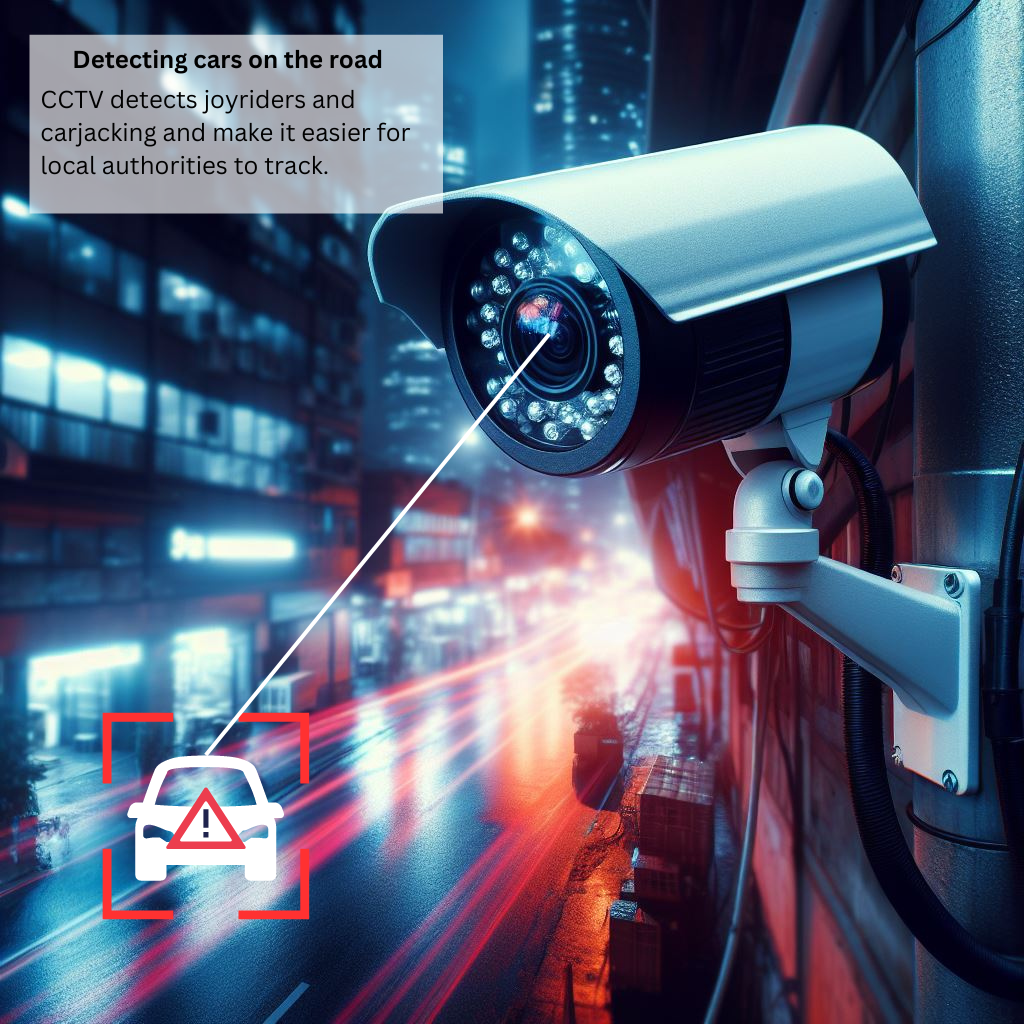 Detecting cars on the road
CCTV detects joyriders and
carjacking and make it easier for
local authorities to track.
!